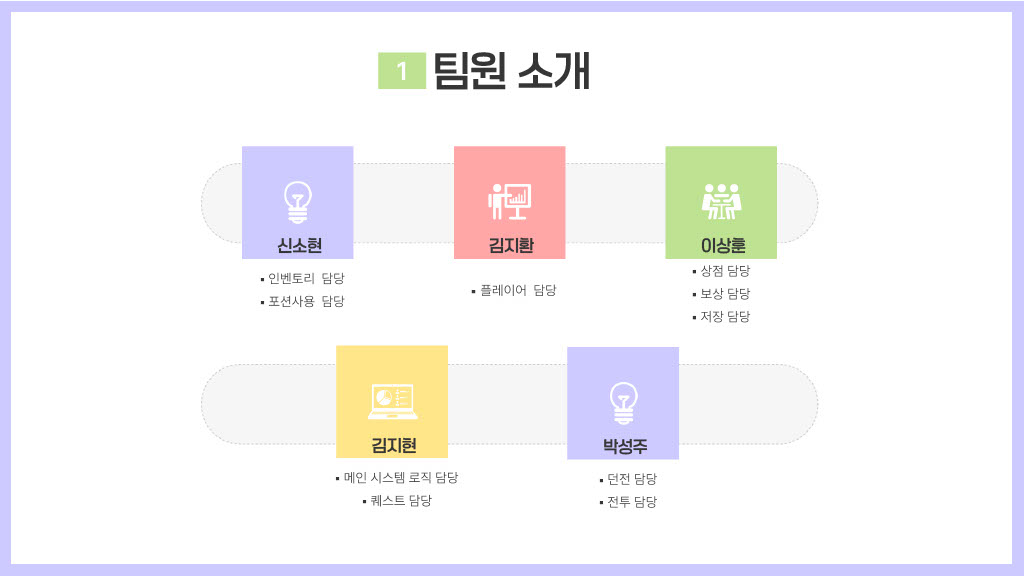 1 팀원 소개
신소현
▪ 인벤토리 담당
▪ 포션사용 담당
김지환
▪ 플레이어 담당
이상훈
▪ 상점 담당
▪ 보상 담당
▪ 저장 담당
김지현
▪ 메인 시스템 로직 담당
▪ 퀘스트 담당
박성주
▪ 던전 담당
▪ 전투 담당